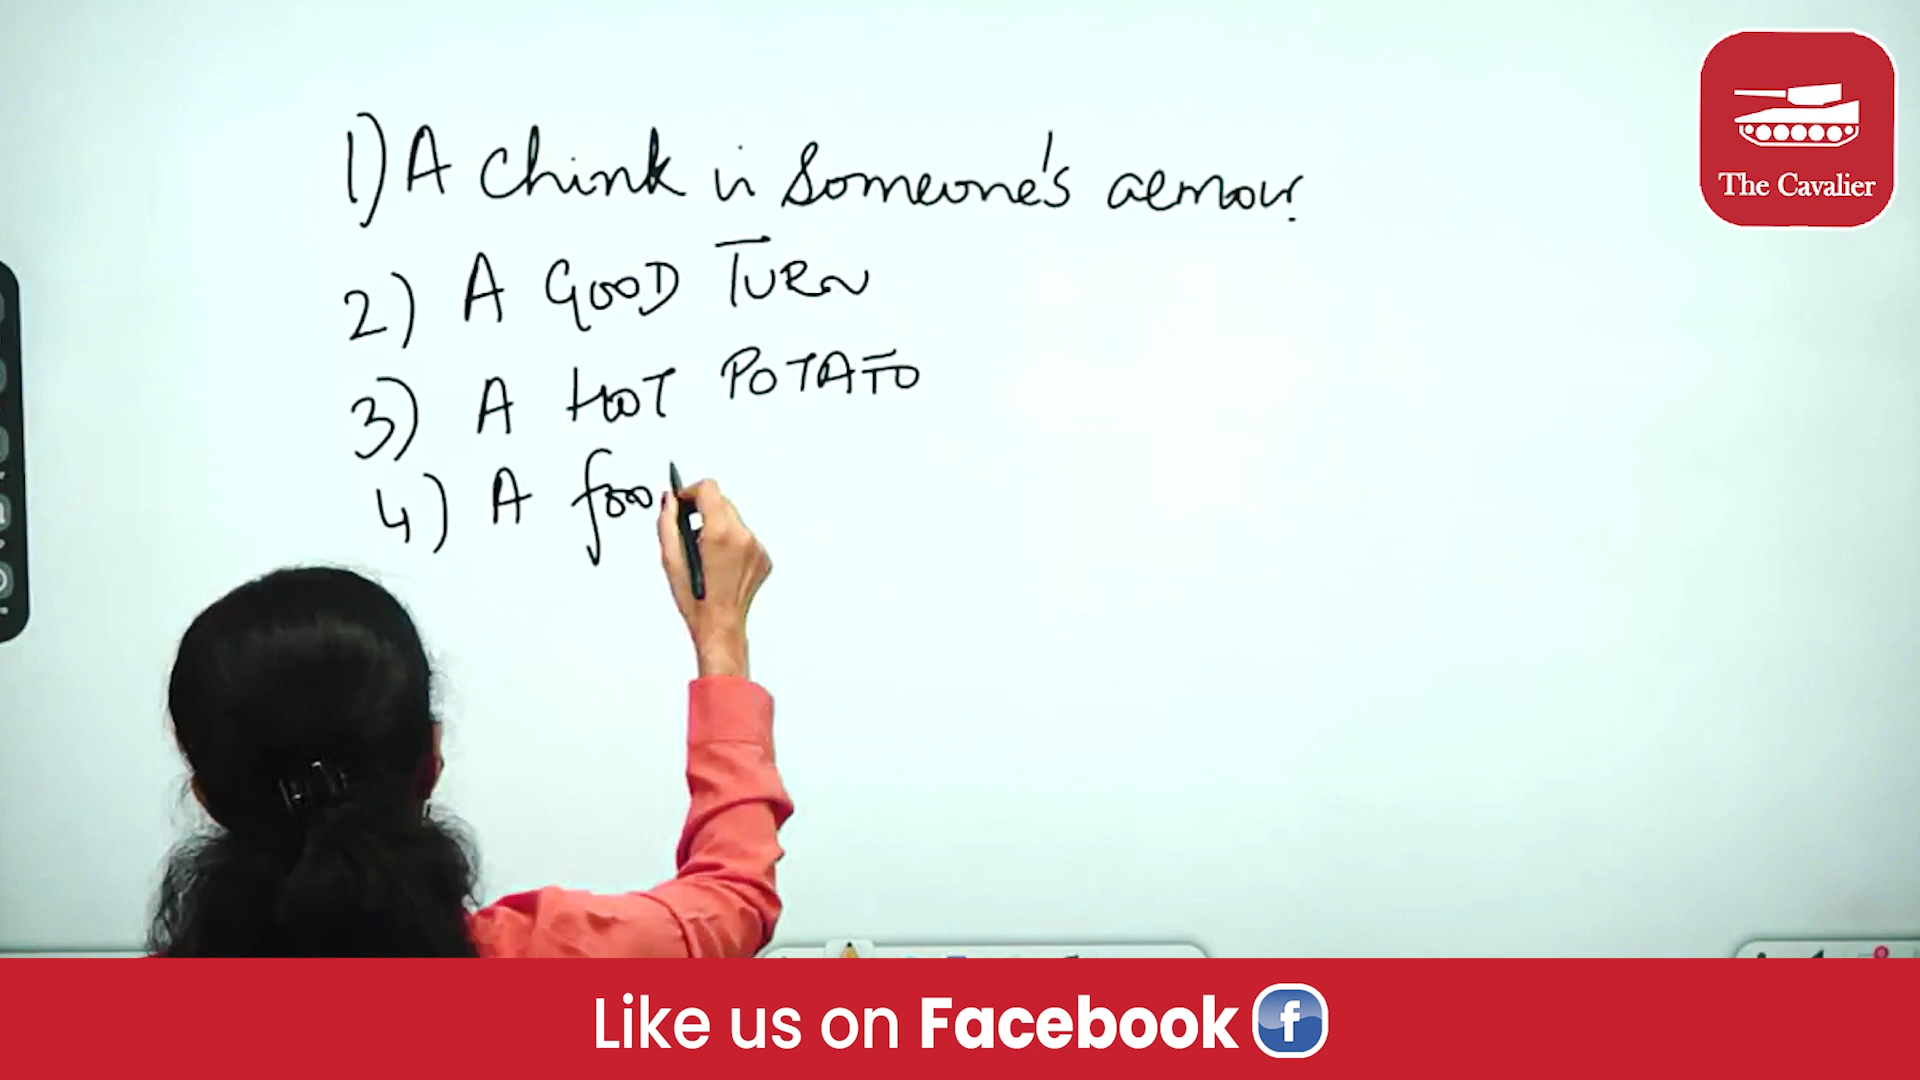 1) A chink in someone's armour.
2) A GOOD TURN
3) A HOT POTATO
4) A foo
The Cavalier
Like us on Facebook f